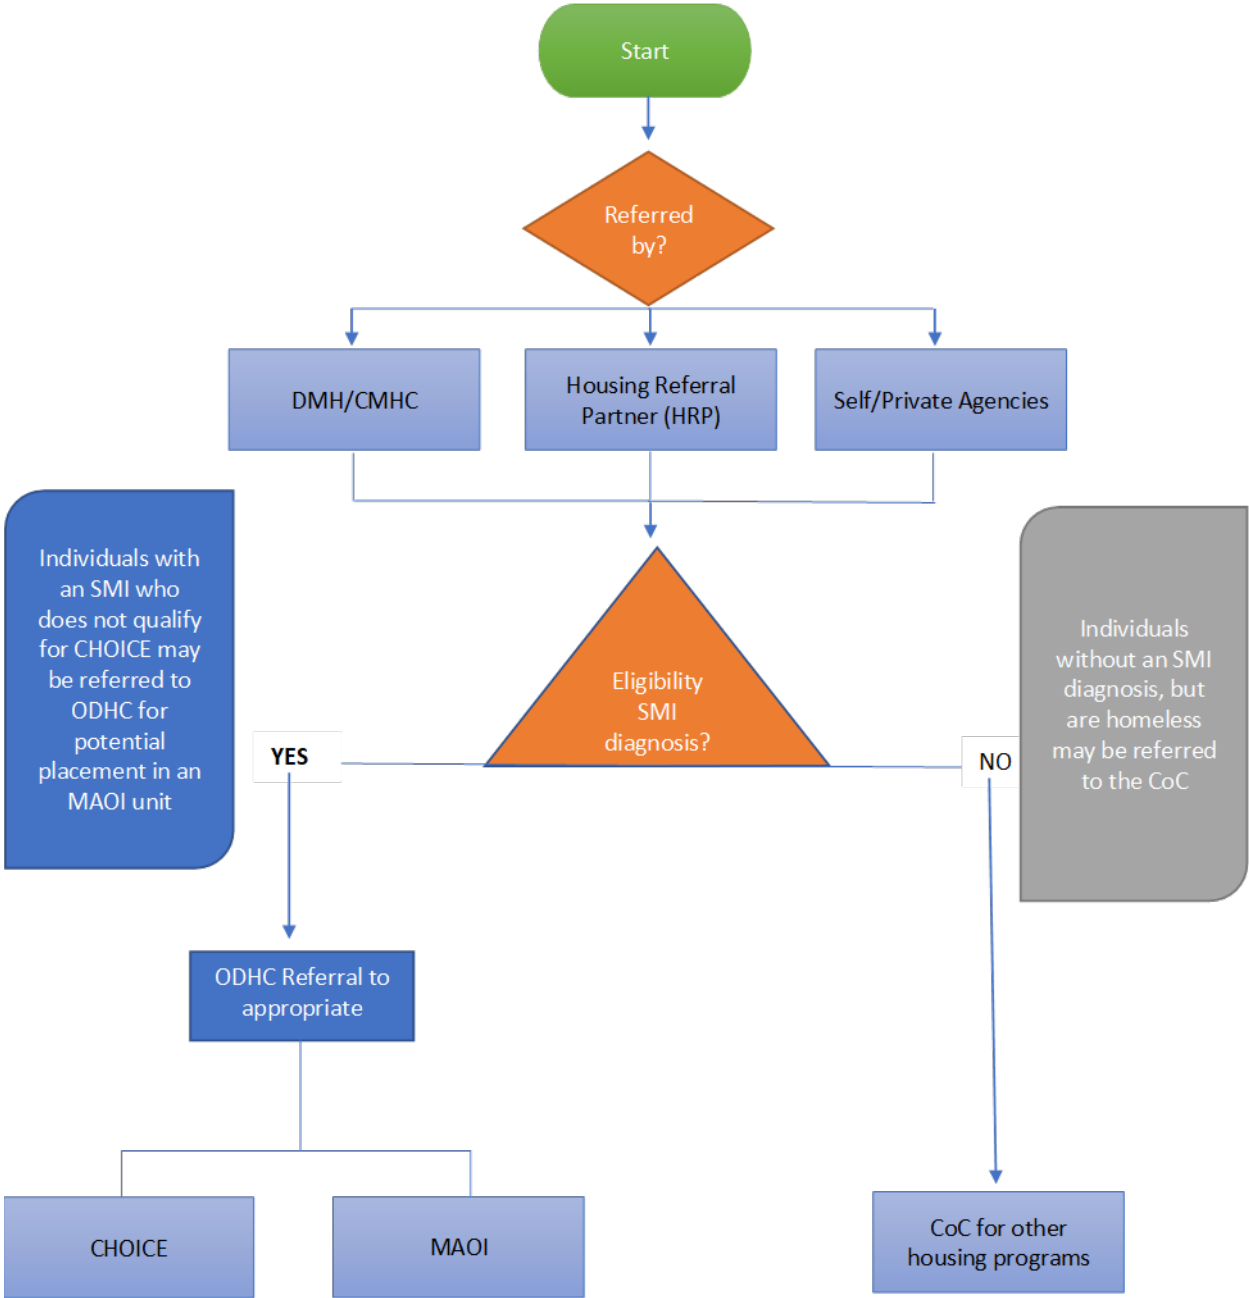 Start
Referred
by?
DMH/CMHC
Housing Referral
Partner (HRP)
Self/Private Agencies
Individuals with
an SMI who
does not qualify
for CHOICE may
be referred to
ODHC for
potential
placement in an
MAOI unit
Eligibility
SMI
diagnosis?
YES
NO
Individuals
without an SMI
diagnosis, but
are homeless
may be referred
to the CoC
ODHC Referral to
appropriate
CHOICE
MAOI
CoC for other
housing programs